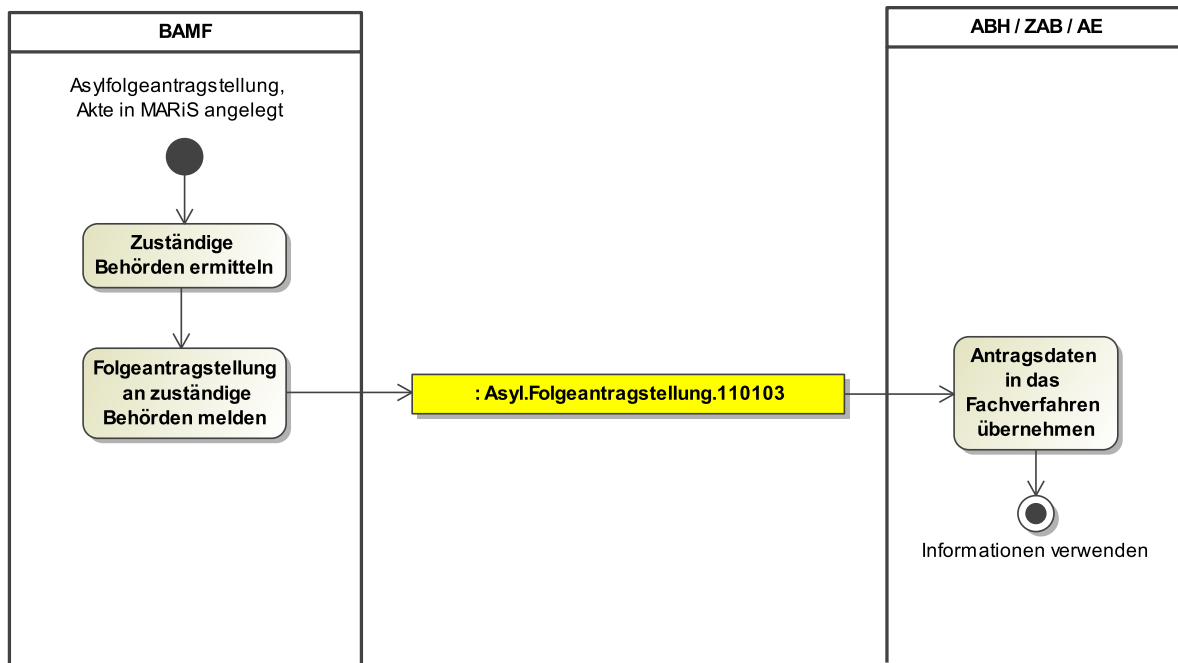 BAMF
Asylfolgeantragstellung,
Akte in MARiS angelegt
Zuständige
Behörden ermitteln
Folgeantragstellung
an zuständige
Behörden melden
: Asyl.Folgeantragstellung.110103
ABH / ZAB / AE
Antragsdaten
in das
Fachverfahren
übernehmen
Informationen verwenden